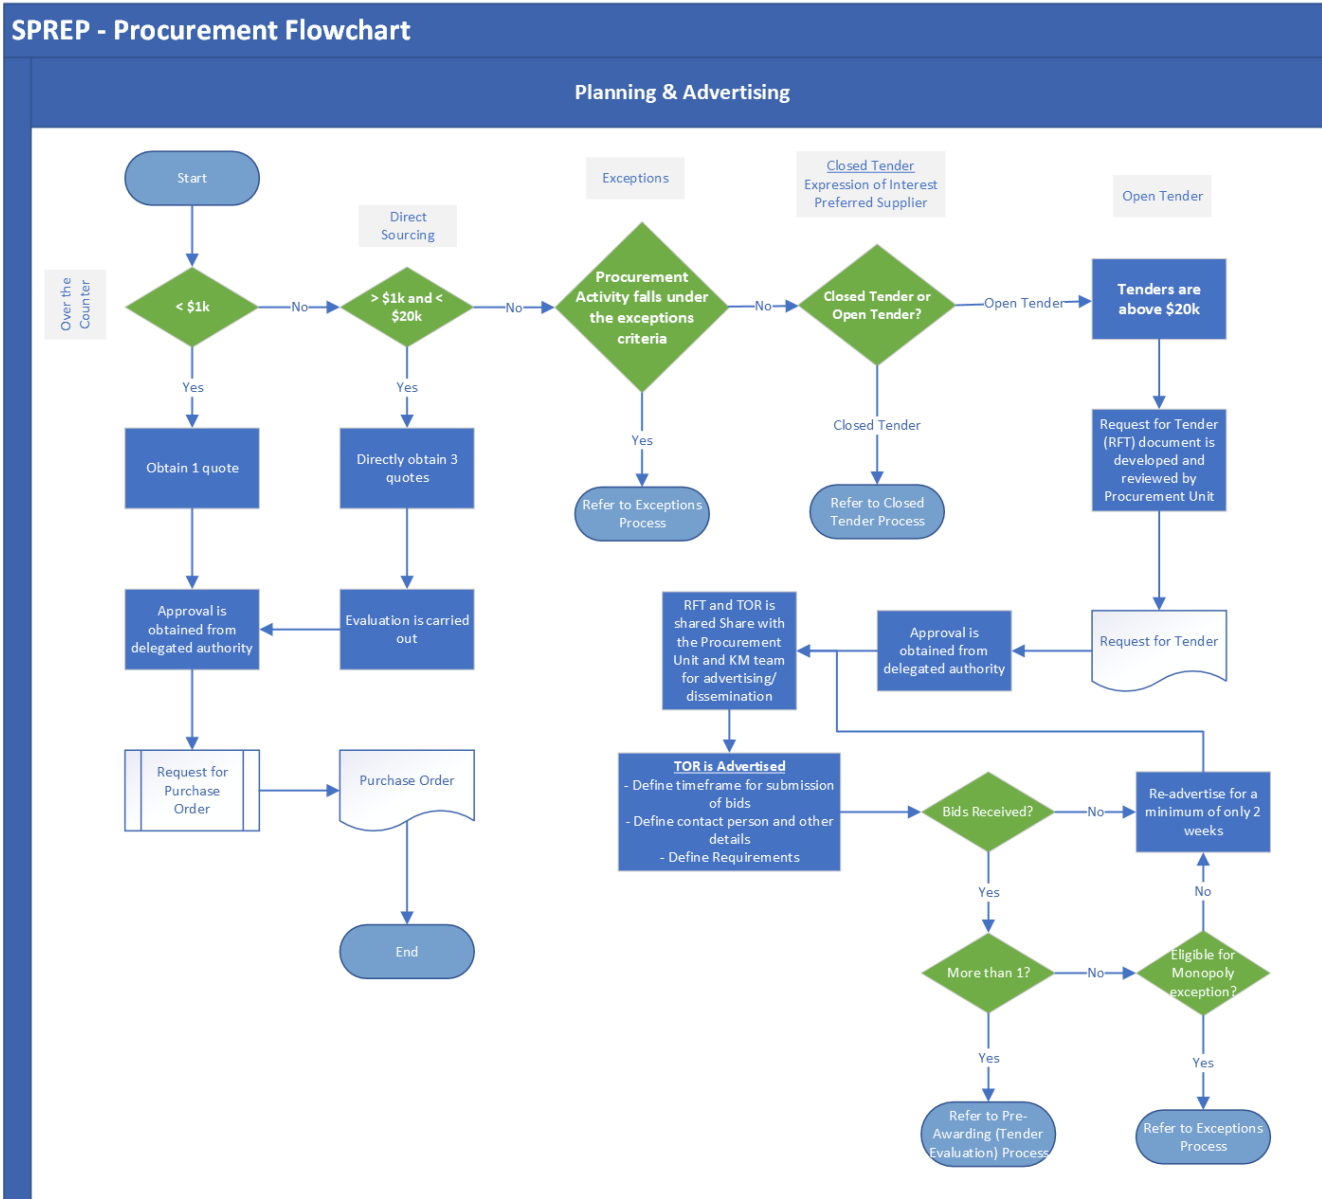 SPREP - Procurement Flowchart
Planning & Advertising
Start
Over the
Counter
< $1k
No
Yes
Obtain 1 quote
Approval is
obtained from
delegated authority
Request for
Purchase
Order
Direct
Sourcing
> $1k and <
$20k
No
Yes
Directly obtain 3
quotes
Evaluation is carried
out
Purchase Order
End
Exceptions
Procurement
Activity falls under
the exceptions
criteria
No
Yes
Refer to Exceptions
Process
Closed Tender
Expression of Interest
Preferred Supplier
Closed Tender or
Open Tender?
Open Tender
Closed Tender
Refer to Closed
Tender Process
Open Tender
Tenders are
above $20k
Request for Tender
(RFT) document is
developed and
reviewed by
Procurement Unit
Request for Tender
Approval is
obtained from
delegated authority
RFT and TOR is
shared Share with
the Procurement
Unit and KM team
for advertising/
dissemination
TOR is Advertised
- Define timeframe for submission
of bids
- Define contact person and other
details
- Define Requirements
Bids Received?
No
Re-advertise for a
minimum of only 2
weeks
Yes
No
More than 1?
No
Eligible for
Monopoly
exception?
Yes
Yes
Refer to Pre-
Awarding (Tender
Evaluation) Process
Refer to Exceptions
Process